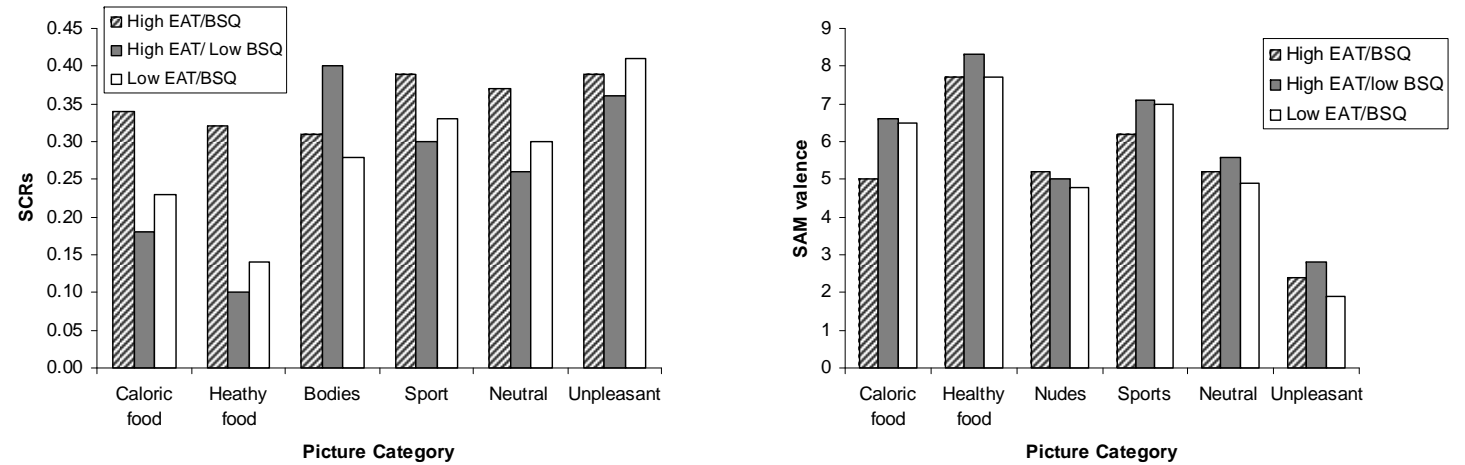 0.45
0.40
0.35
0.30
0.25
0.20
0.15
0.10
0.05
0.00
SCRs
High EAT/BSQ
High EAT/ Low BSQ
Low EAT/BSQ
Caloric food
Heathy food
Bodies
Sport
Neutral
Unpleasant
Picture Category
9
8
7
6
5
4
3
2
1
0
SAM valence
High EAT/BSQ
High EAT/low BSQ
Low EAT/BSQ
Caloric food
Healthy food
Nudes
Sports
Neutral
Unpleasant
Picture Category